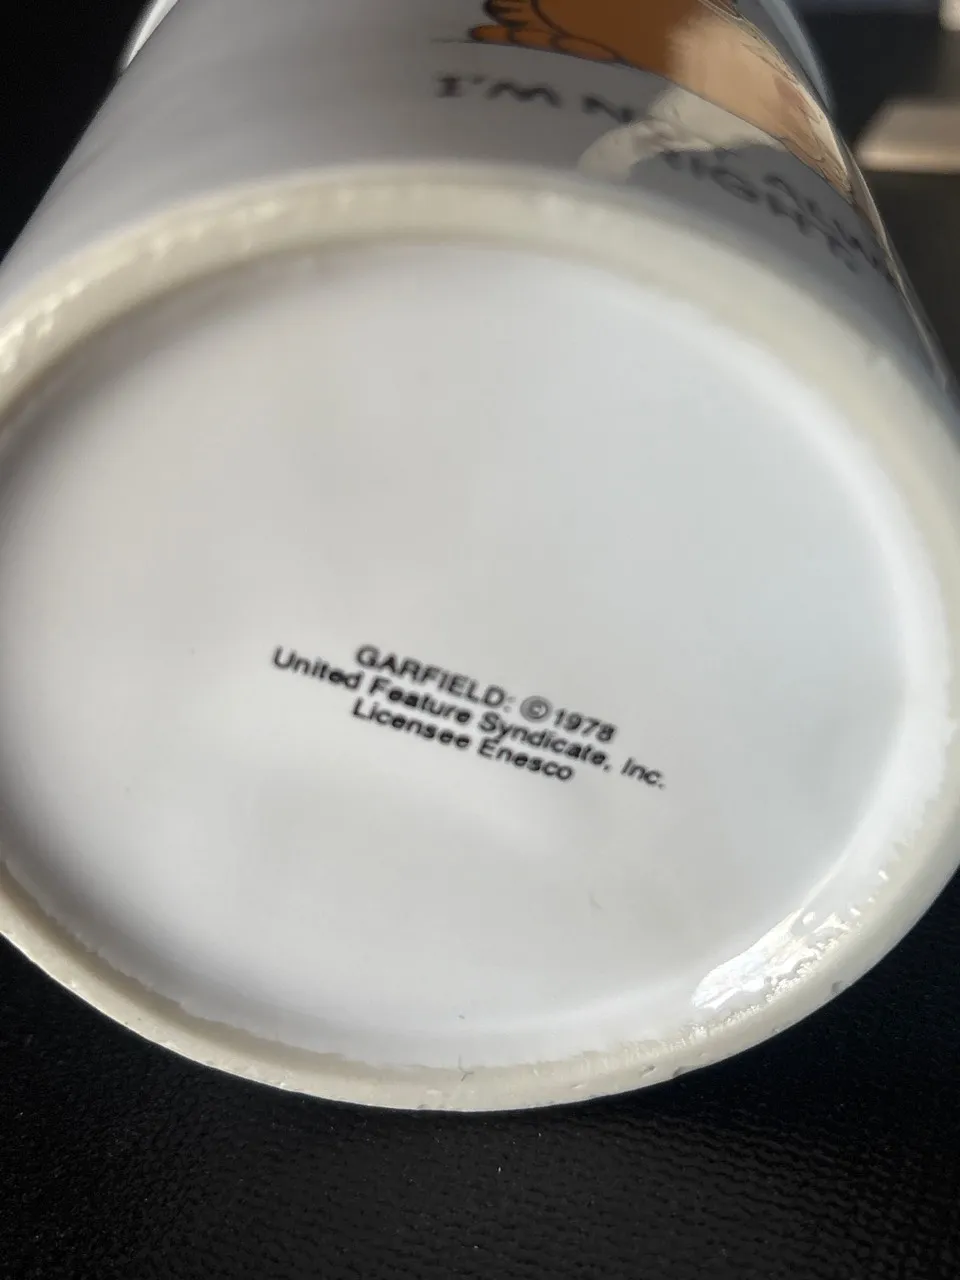 I'M
GARFIELD: ©1978
United Feature Syndicate, Inc.
Licensee Enesco